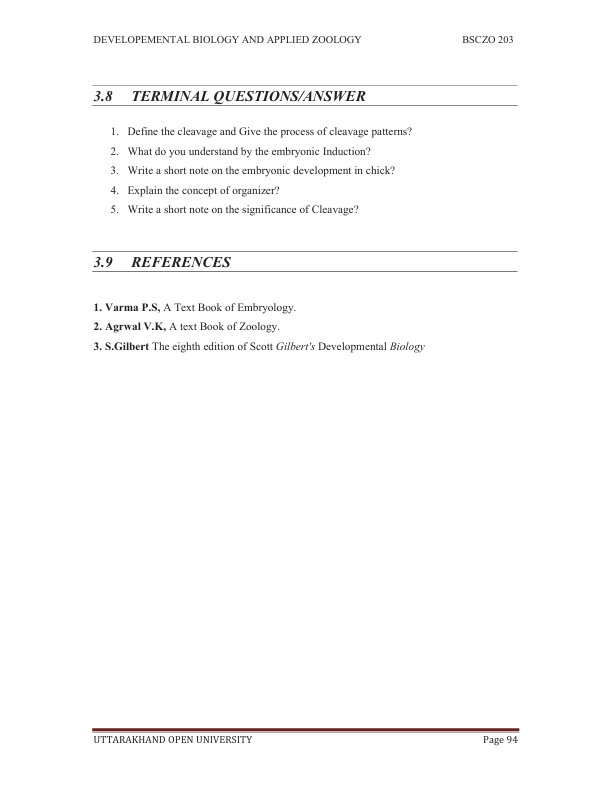 DEVELOPEMENTAL BIOLOGY AND APPLIED ZOOLOGY BSCZO 203
3.8 TERMINAL QUESTIONS/ANSWER
1. Define the cleavage and Give the process of cleavage patterns?
2. What do you understand by the embryonic Induction?
3. Write a short note on the embryonic development in chick?
4. Explain the concept of organizer?
5. Write a short note on the significance of Cleavage?
3.9 REFERENCES
1. Varma P.S, A Text Book of Embryology.
2. Agrwal V.K, A text Book of Zoology.
3. S.Gilbert The eighth edition of Scott Gilbert's Developmental Biology
UTTARAKHAND OPEN UNIVERSITY Page 94